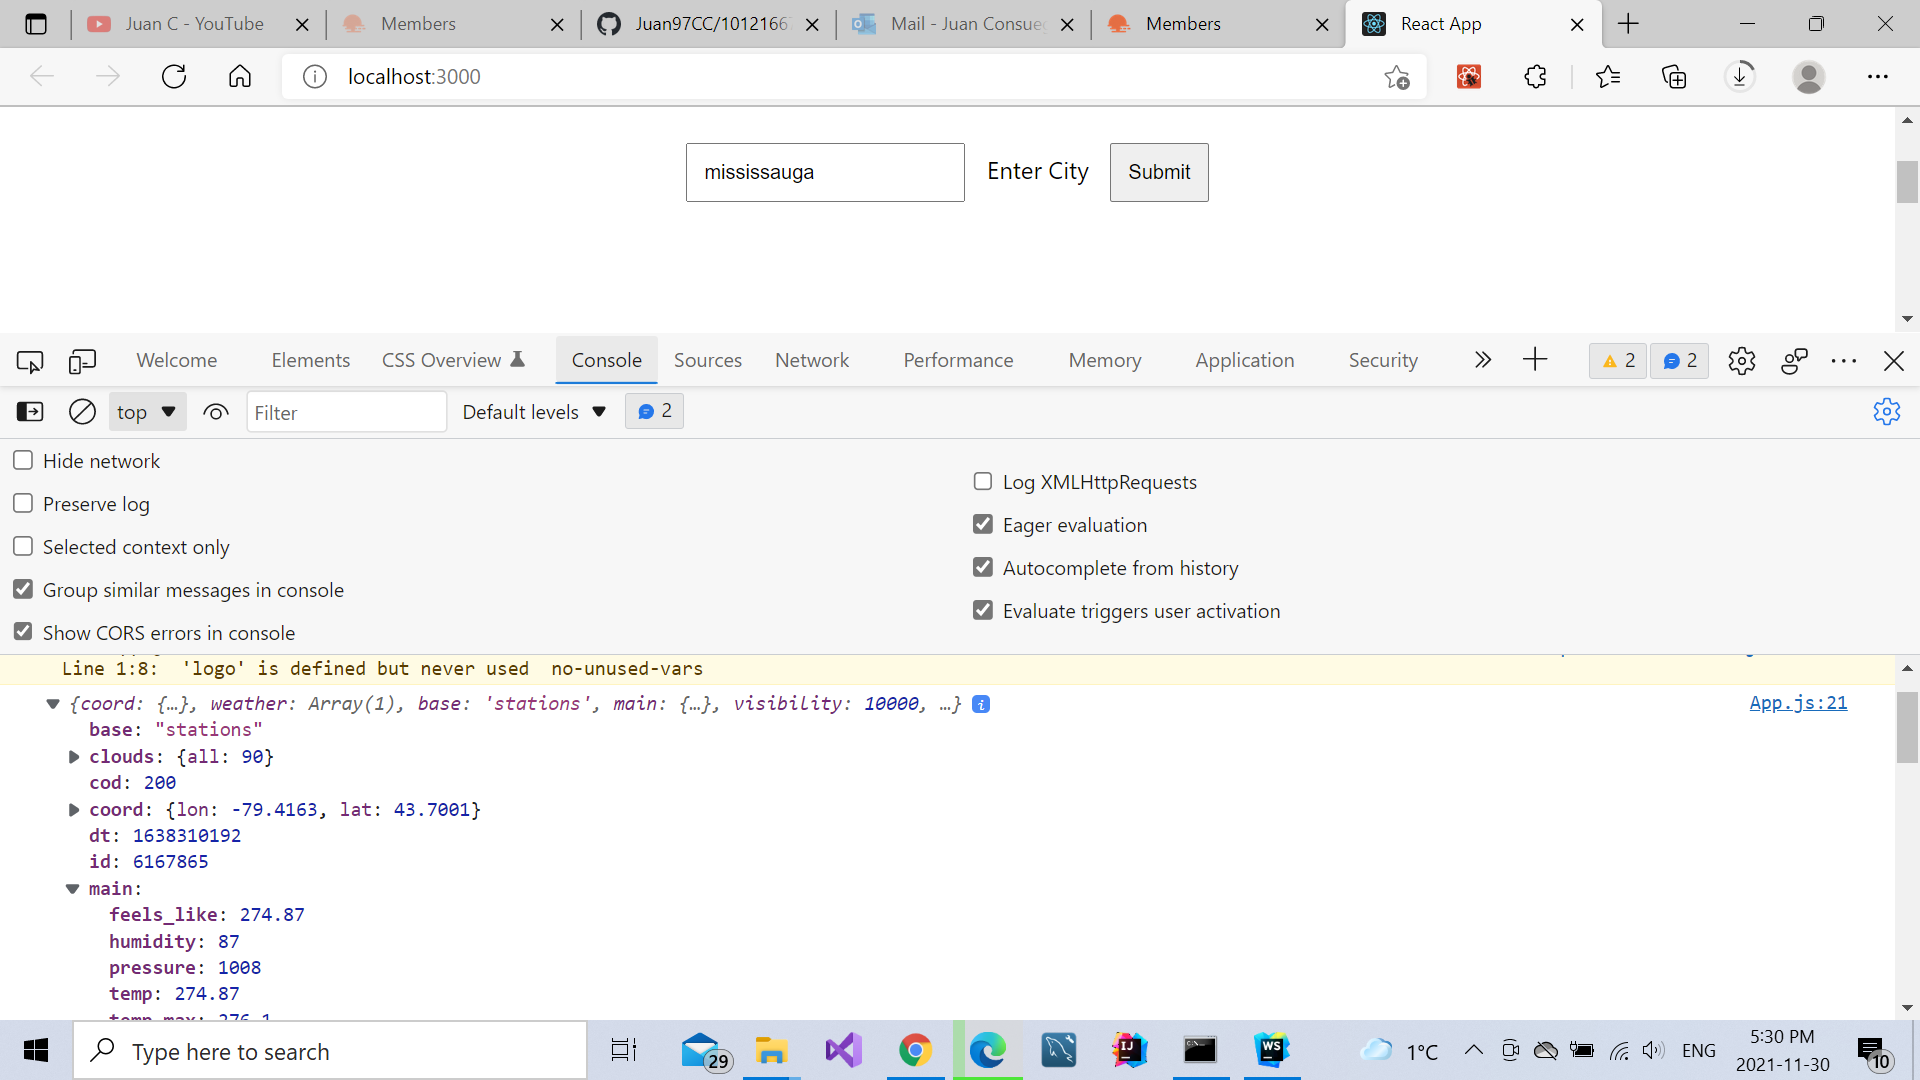 Juan C - YouTube
Members
Juan97CC/1012166
Mail - Juan Consue
Members
React App
localhost:3000
mississauga
Enter City
Submit
Welcome
Elements
CSS Overview
Console
Sources
Network
Performance
Memory
Application
Security
2
2
top
Filter
Default levels
2
Hide network
Preserve log
Selected context only
Group similar messages in console
Show CORS errors in console
Log XMLHttpRequests
Eager evaluation
Autocomplete from history
Evaluate triggers user activation
Line 1:8:  'logo' is defined but never used  no-unused-vars
{coord: {…}, weather: Array(1), base: 'stations', main: {…}, visibility: 10000, …}
App.js:21
base: "stations"
clouds: {all: 90}
cod: 200
coord: {lon: -79.4163, lat: 43.7001}
dt: 1638310192
id: 6167865
main:
feels_like: 274.87
humidity: 87
pressure: 1008
temp: 274.87
temp_max: 276.1
Type here to search
29
IJ
WS
1°C
ENG
5:30 PM
2021-11-30
10